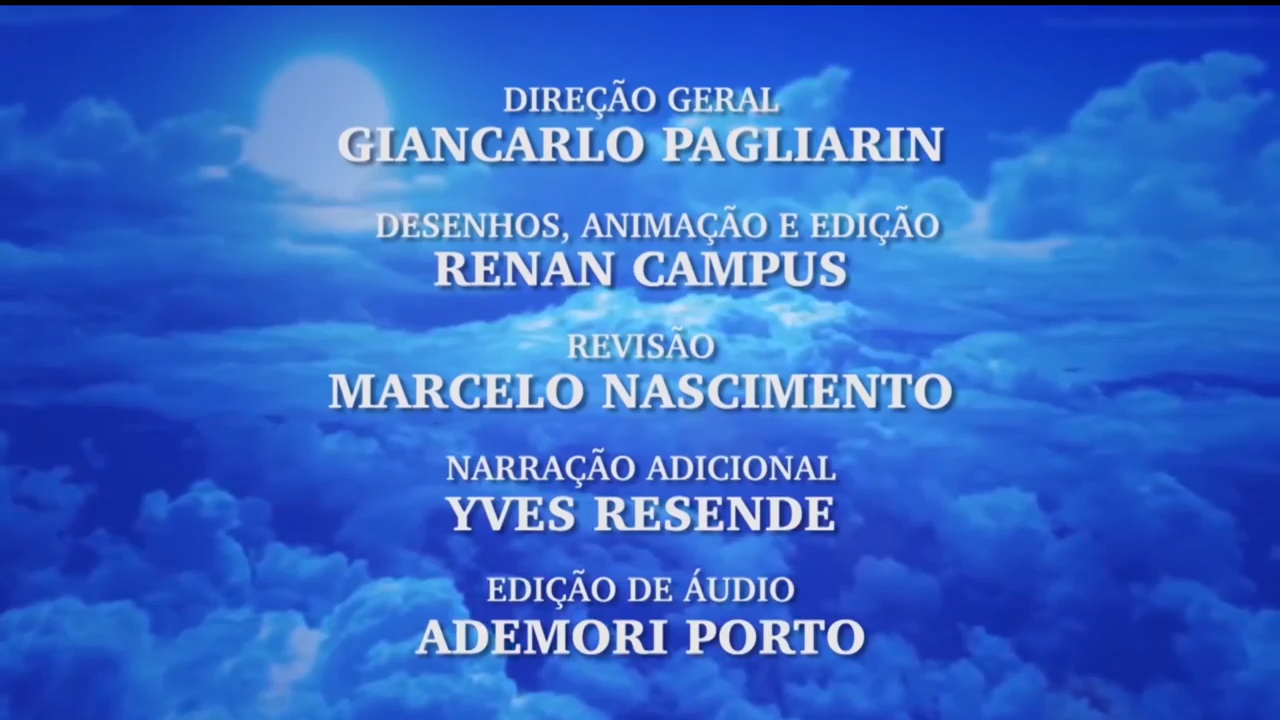 DIREÇÃO GERAL
GIANCARLO PAGLIARIN
DESENHOS, ANIMAÇÃO E EDIÇÃO
RENAN CAMPUS
REVISÃO
MARCELO NASCIMENTO
NARRAÇÃO ADICIONAL
YVES RESENDE
EDIÇÃO DE ÁUDIO
ADEMORI PORTO